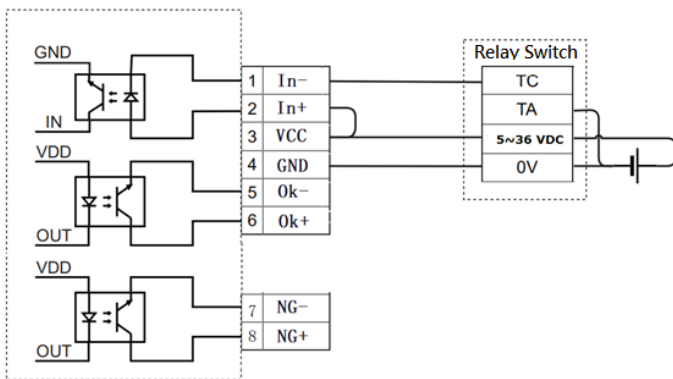 GND
IN
VDD
OUT
VDD
OUT
1 In-
2 In+
3 VCC
4 GND
5 Ok-
6 Ok+
7 NG-
8 NG+
Relay Switch
TC
TA
5~36 VDC
0V